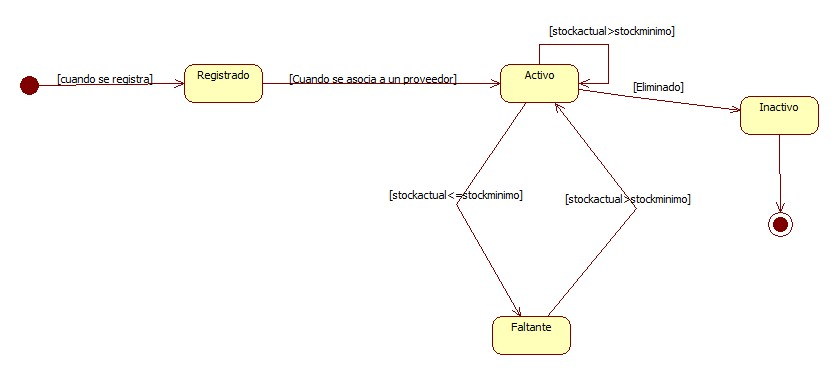 [stockactual>stockminimo]
[cuando se registra]
Registrado
[Cuando se asocia a un proveedor]
Activo
[Eliminado]
Inactivo
[stockactual<=stockminimo]
[stockactual>stockminimo]
Faltante